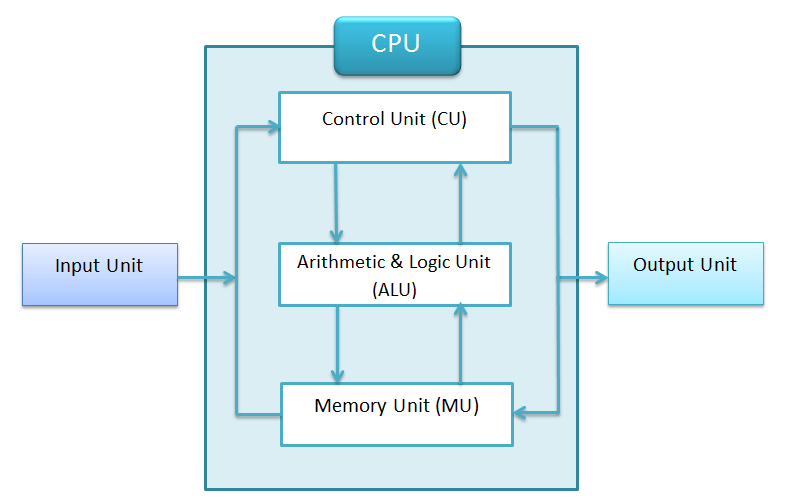 CPU
Control Unit (CU)
Input Unit
Arithmetic & Logic Unit
(ALU)
Output Unit
Memory Unit (MU)